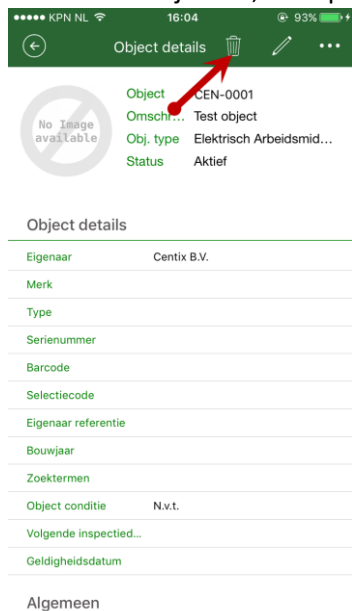 KPN NL 16:04 93%
Object details
No Image
available
Object CEN-0001
Omschr... Test object
Obj. type Elektrisch Arbeidsmid...
Status Aktief
Object details
Eigenaar Centix B.V.
Merk
Type
Serienummer
Barcode
Selectiecode
Eigenaar referentie
Bouwjaar
Zoektermen
Object conditie N.v.t.
Volgende inspectied...
Geldigheidsdatum
Algemeen